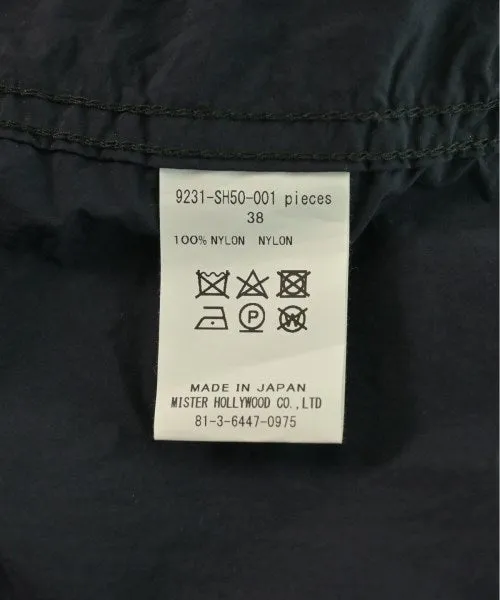 9231-SH50-001 pieces
38
100% NYLON NYLON
P
W
MADE IN JAPAN
MISTER HOLLYWOOD CO.,LTD
81-3-6447-0975